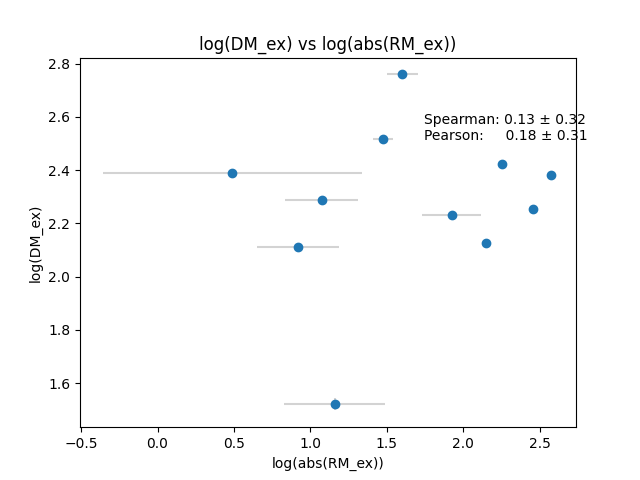 log(DM_ex) vs log(abs(RM_ex))
2.8
2.6
2.4
2.2
2.0
1.8
1.6
Spearman: 0.13 ± 0.32
Pearson: 0.18 ± 0.31
log(DM_ex)
-0.5 0.0 0.5 1.0 1.5 2.0 2.5
log(abs(RM_ex))